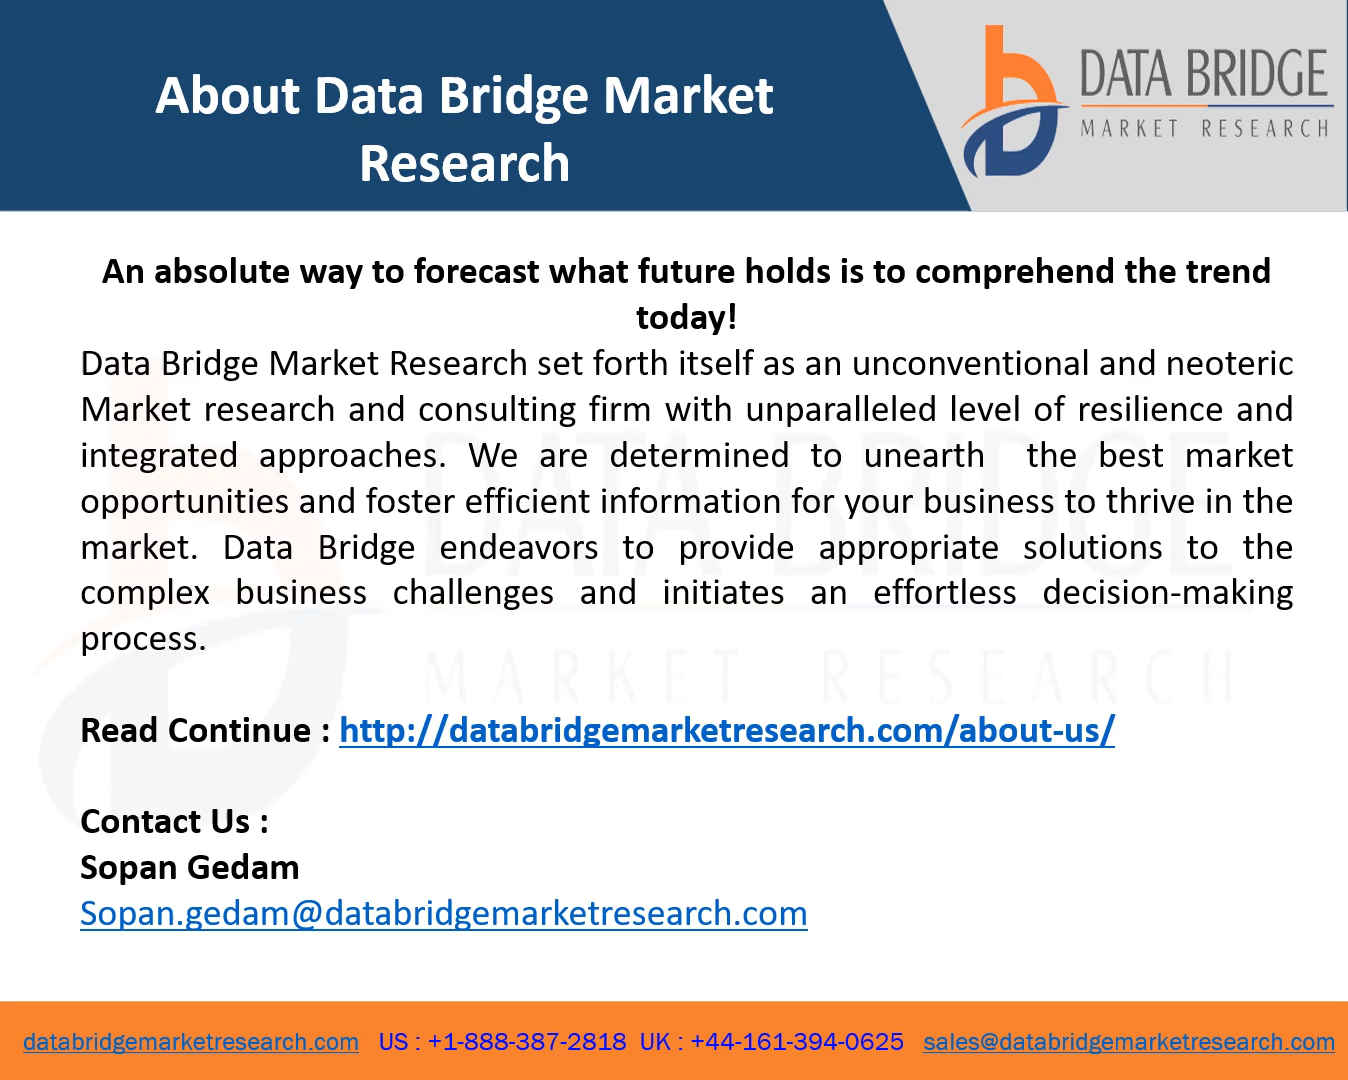 About Data Bridge Market
Research
DATA BRIDGE
MARKET RESEARCH
An absolute way to forecast what future holds is to comprehend the trend
today!
Data Bridge Market Research set forth itself as an unconventional and neoteric
Market research and consulting firm with unparalleled level of resilience and
integrated approaches. We are determined to unearth the best market
opportunities and foster efficient information for your business to thrive in the
market. Data Bridge endeavors to provide appropriate solutions to the
complex business challenges and initiates an effortless decision-making
process.
DATA BRIDGE
MARKET RESEARCH
Read Continue : http://databridgemarketresearch.com/about-us/
Contact Us :
Sopan Gedam
Sopan.gedam@databridgemarketresearch.com
databridgemarketresearch.com US : +1-888-387-2818 UK : +44-161-394-0625 sales@databridgemarketresearch.com